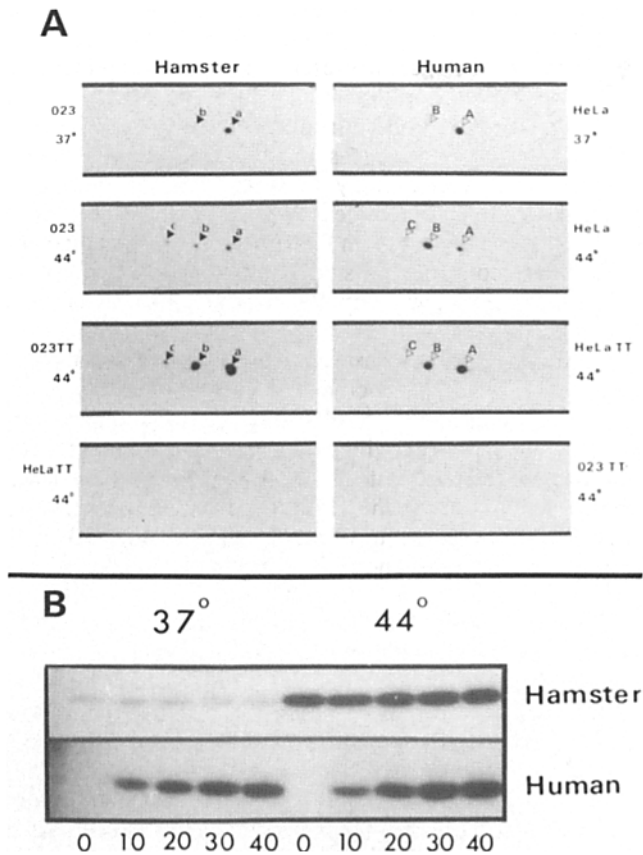 A
Hamster Human
023 37° b a B A HeLa 37°
023 44° c b a C B A HeLa 44°
023TT 44° c b a C B A HeLa TT 44°
HeLa TT 44° 023 TT 44°
B
37° 44°
Hamster
Human
0 10 20 30 40 0 10 20 30 40